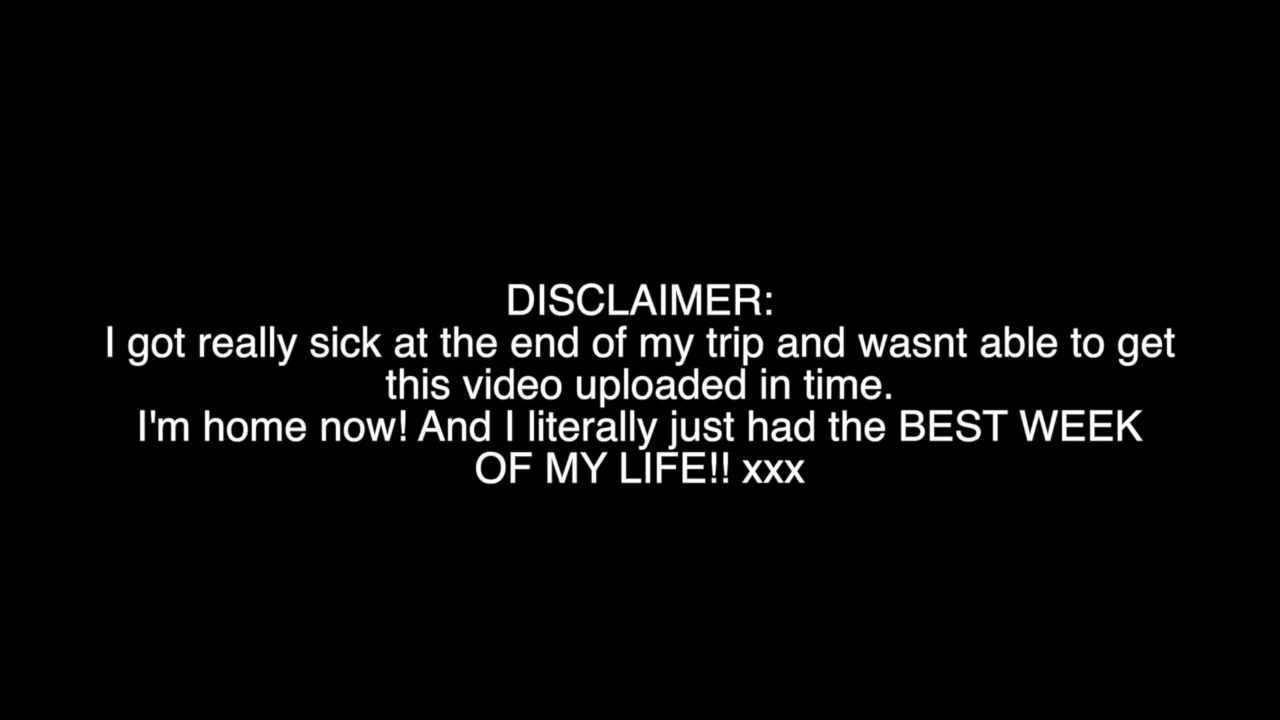 DISCLAIMER:
I got really sick at the end of my trip and wasnt able to get
this video uploaded in time.
I'm home now! And I literally just had the BEST WEEK
OF MY LIFE!! xxx